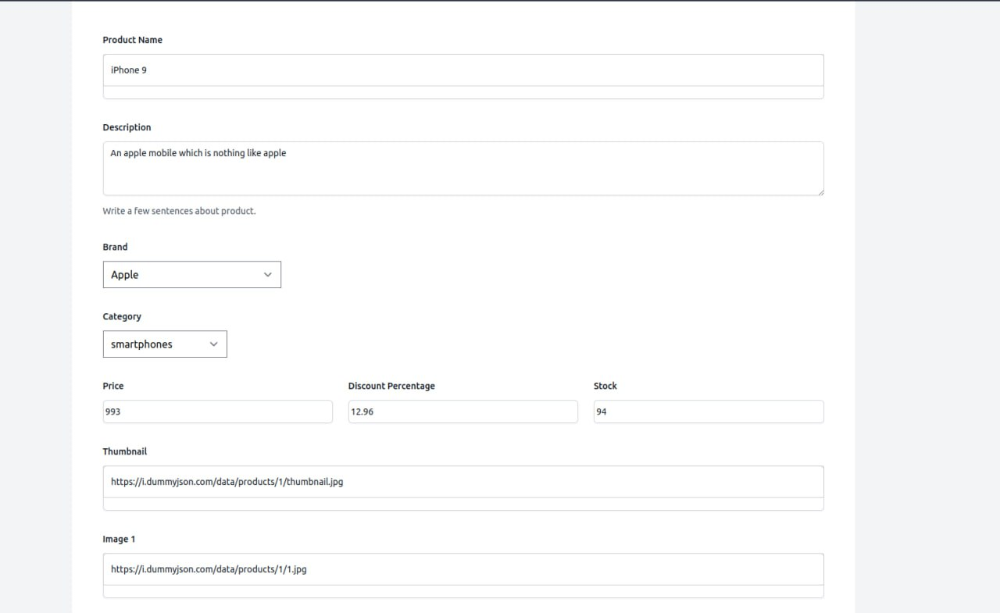 Product Name
iPhone 9
Description
An apple mobile which is nothing like apple
Write a few sentences about product.
Brand
Apple
Category
smartphones
Price Discount Percentage Stock
993 12.96 94
Thumbnail
https://i.dummyjson.com/data/products/1/thumbnail.jpg
Image 1
https://i.dummyjson.com/data/products/1/1.jpg